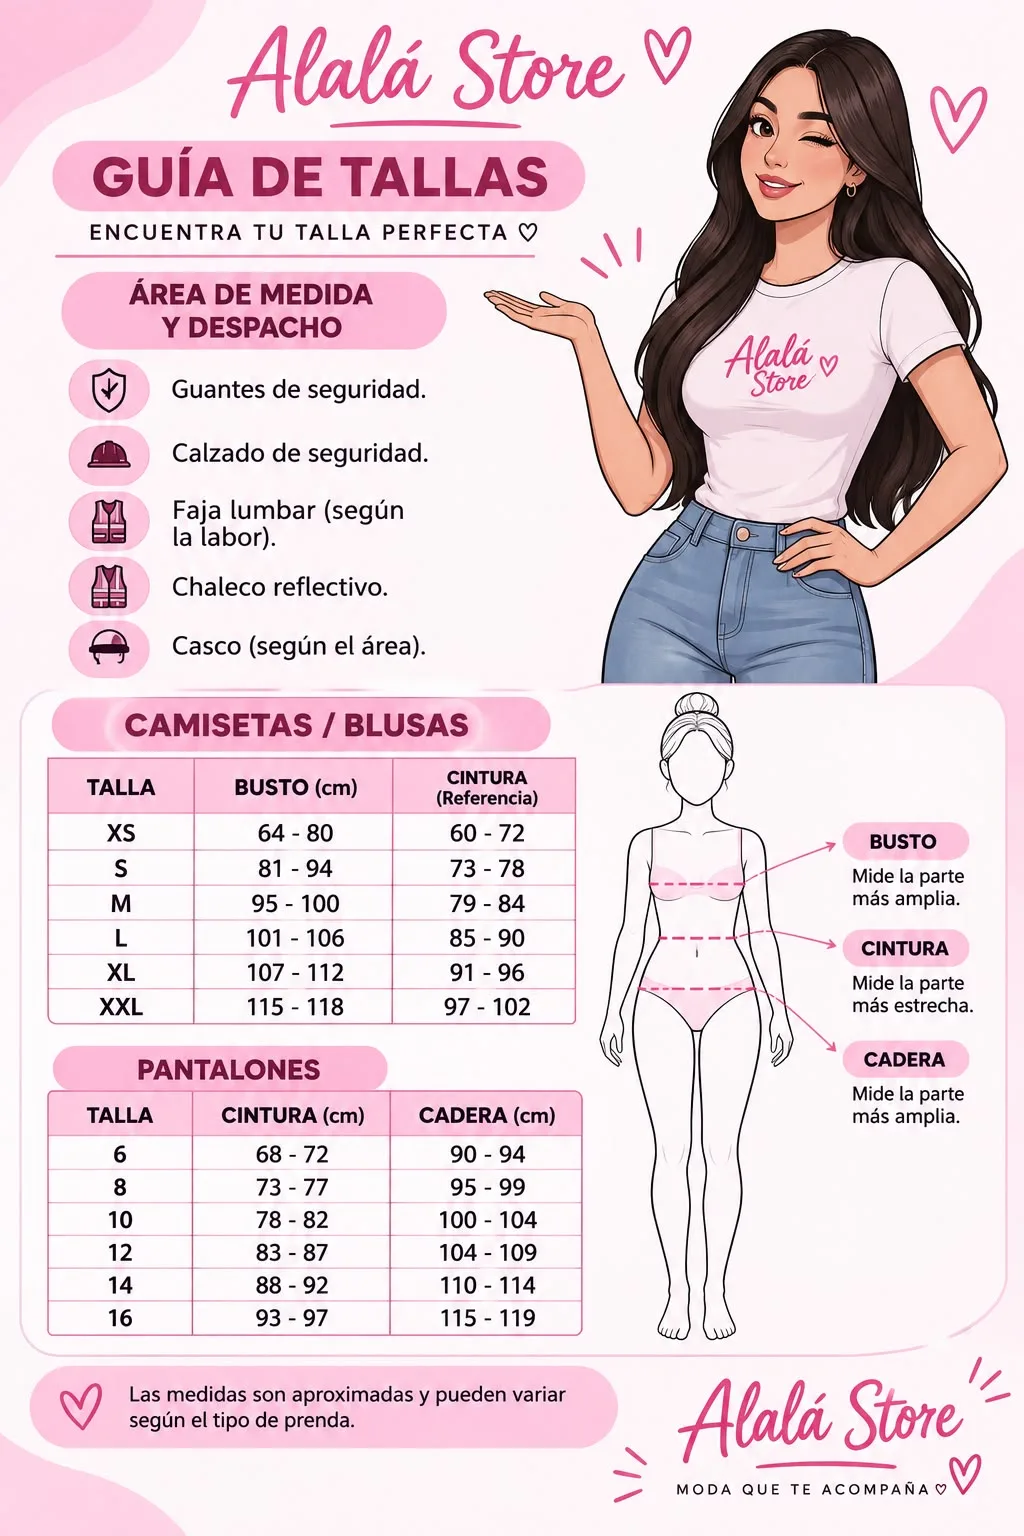 Alalá Store
GUÍA DE TALLAS
ENCUENTRA TU TALLA PERFECTA
ÁREA DE MEDIDA
Y DESPACHO
Guantes de seguridad.
Calzado de seguridad.
Faja lumbar (según
la labor).
Chaleco reflectivo.
Casco (según el área).
Alalá
Store
CAMISETAS / BLUSAS
TALLA BUSTO (cm) CINTURA (Referencia)
XS 64 - 80 60 - 72
S 81 - 94 73 - 78
M 95 - 100 79 - 84
L 101 - 106 85 - 90
XL 107 - 112 91 - 96
XXL 115 - 118 97 - 102
BUSTO
Mide la parte
más amplia.
CINTURA
Mide la parte
más estrecha.
CADERA
Mide la parte
más amplia.
PANTALONES
TALLA CINTURA (cm) CADERA (cm)
6 68 - 72 90 - 94
8 73 - 77 95 - 99
10 78 - 82 100 - 104
12 83 - 87 104 - 109
14 88 - 92 110 - 114
16 93 - 97 115 - 119
Las medidas son aproximadas y pueden variar
según el tipo de prenda.
Alalá Store
MODA QUE TE ACOMPAÑA